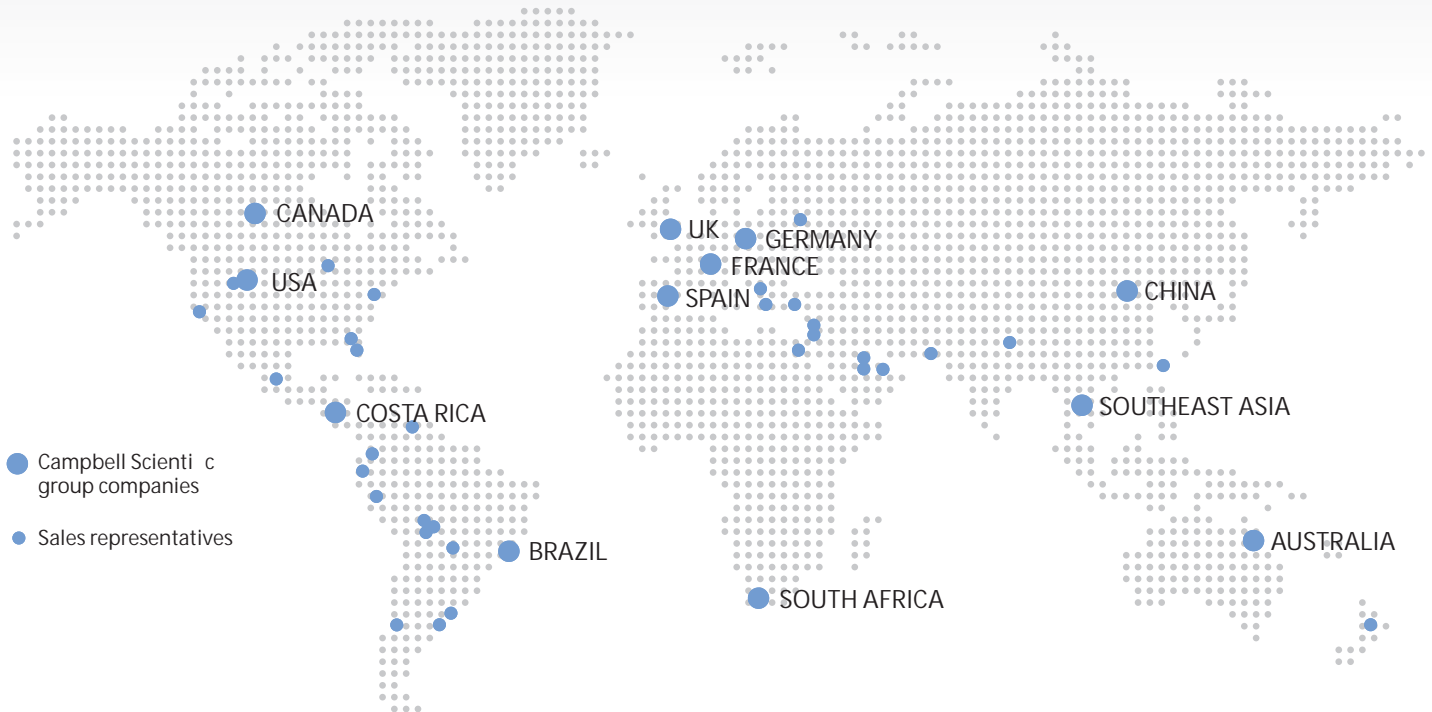 CANADA
UK
GERMANY
FRANCE
USA
SPAIN
CHINA
SOUTHEAST ASIA
COSTA RICA
Campbell Scienti c
group companies
Sales representatives
BRAZIL
AUSTRALIA
SOUTH AFRICA